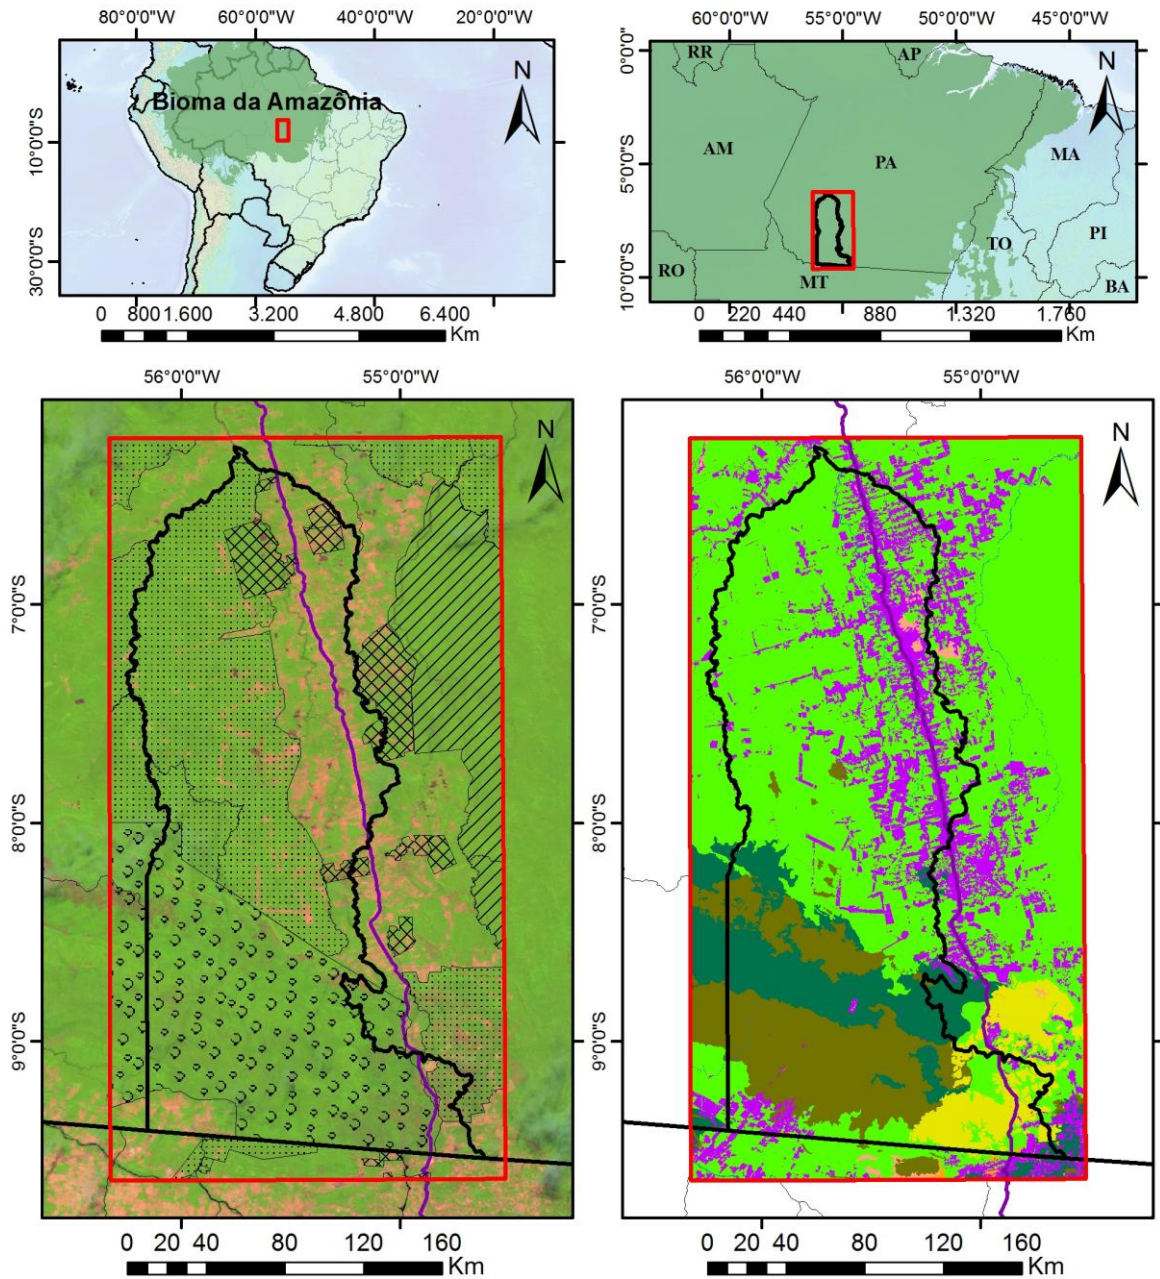 80°0'0"W 60°0'0"W 40°0'0"W 20°0'0"W
N
Bioma da Amazônia
10°0'0"S
30°0'0"S
0 800 1.600 3.200 4.800 6.400
Km
60°0'0"W 55°0'0"W 50°0'0"W 45°0'0"W
0°0'0"
5°0'0"S
10°0'0"S
RR
AP
N
AM
PA
MA
PI
TO
RO
MT
BA
0 220 440 880 1.320 1.760
Km
56°0'0"W 55°0'0"W
N
7°0'0"S
8°0'0"S
9°0'0"S
0 20 40 80 120 160
Km
56°0'0"W 55°0'0"W
N
7°0'0"S
8°0'0"S
9°0'0"S
0 20 40 80 120 160
Km